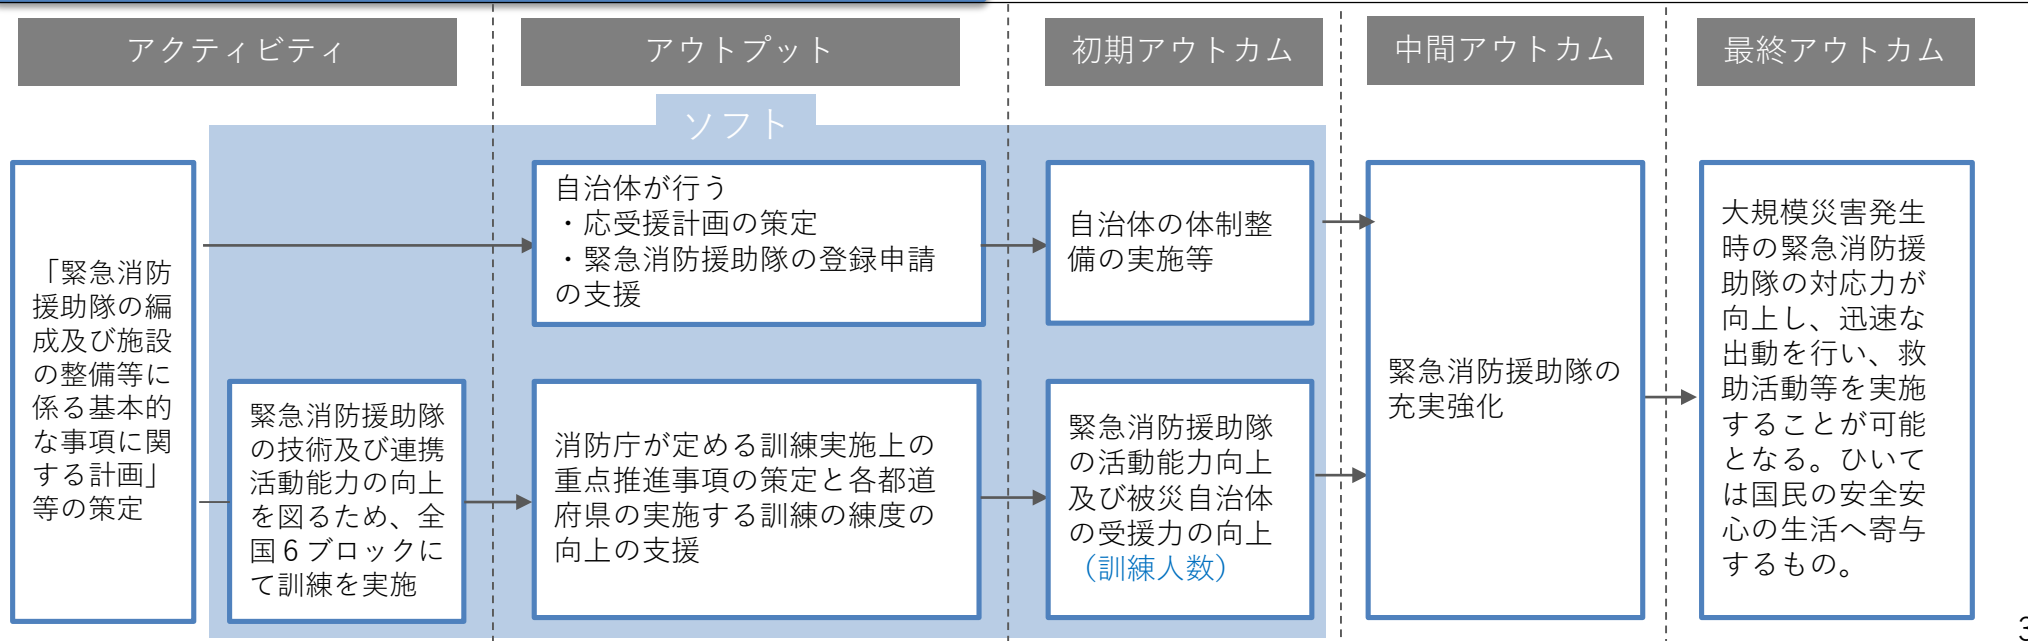 アクティビティ
アウトプット
初期アウトカム
中間アウトカム
最終アウトカム
ソフト
「緊急消防
援助隊の編
成及び施設
の整備等に
係る基本的
な事項に関
する計画」
等の策定
緊急消防援助隊
の技術及び連携
活動能力の向上
を図るため、全
国６ブロックに
て訓練を実施
自治体が行う
・応受援計画の策定
・緊急消防援助隊の登録申請
の支援
消防庁が定める訓練実施上の
重点推進事項の策定と各都道
府県の実施する訓練の練度の
向上の支援
自治体の体制整
備の実施等
緊急消防援助隊
の活動能力向上
及び被災自治体
の受援力の向上
（訓練人数）
緊急消防援助隊の
充実強化
大規模災害発生
時の緊急消防援
助隊の対応力が
向上し、迅速な
出動を行い、救
助活動等を実施
することが可能
となる。ひいて
は国民の安全安
心の生活へ寄与
するもの。